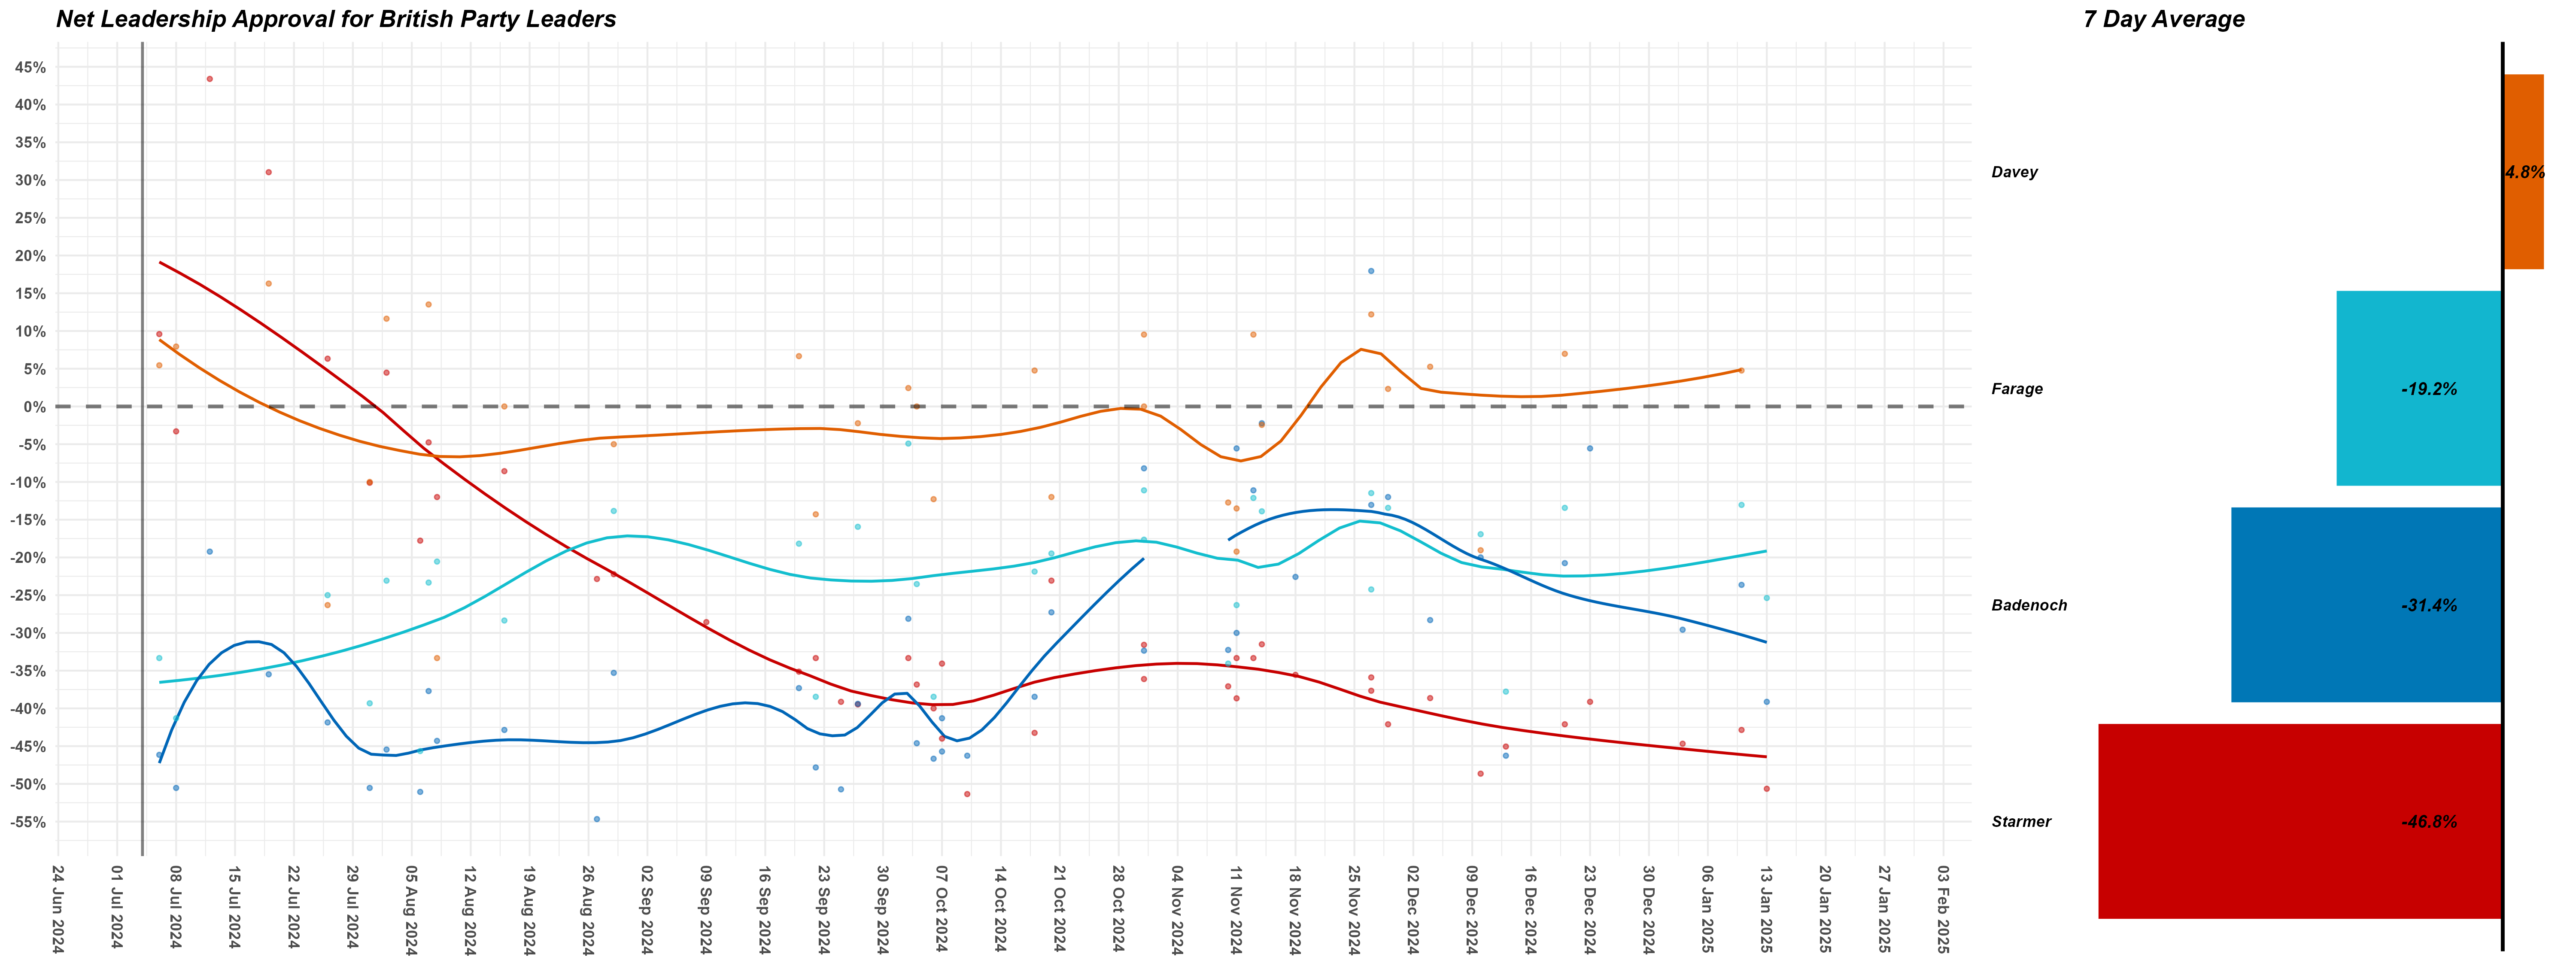 Net Leadership Approval for British Party Leaders
7 Day Average
45%
40%
35%
30%
25%
20%
15%
10%
5%
0%
-5%
-10%
-15%
-20%
-25%
-30%
-35%
-40%
-45%
-50%
-55%
24 Jun 2024
01 Jul 2024
08 Jul 2024
15 Jul 2024
22 Jul 2024
29 Jul 2024
05 Aug 2024
12 Aug 2024
19 Aug 2024
26 Aug 2024
02 Sep 2024
09 Sep 2024
16 Sep 2024
23 Sep 2024
30 Sep 2024
07 Oct 2024
14 Oct 2024
21 Oct 2024
28 Oct 2024
04 Nov 2024
11 Nov 2024
18 Nov 2024
25 Nov 2024
02 Dec 2024
09 Dec 2024
16 Dec 2024
23 Dec 2024
30 Dec 2024
06 Jan 2025
13 Jan 2025
20 Jan 2025
27 Jan 2025
03 Feb 2025
Davey 4.8%
Farage -19.2%
Badenoch -31.4%
Starmer -46.8%